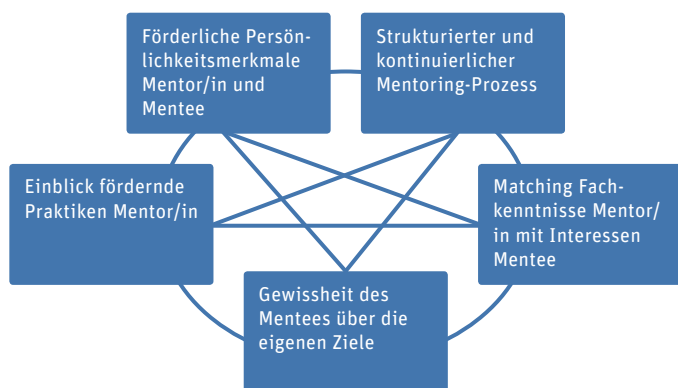 Förderliche Persön-
lichkeitsmerkmale
Mentor/in und
Mentee
Strukturierter und
kontinuierlicher
Mentoring-Prozess
Einblick fördernde
Praktiken Mentor/in
Matching Fach-
kenntnisse Mentor/
in mit Interessen
Mentee
Gewissheit des
Mentees über die
eigenen Ziele